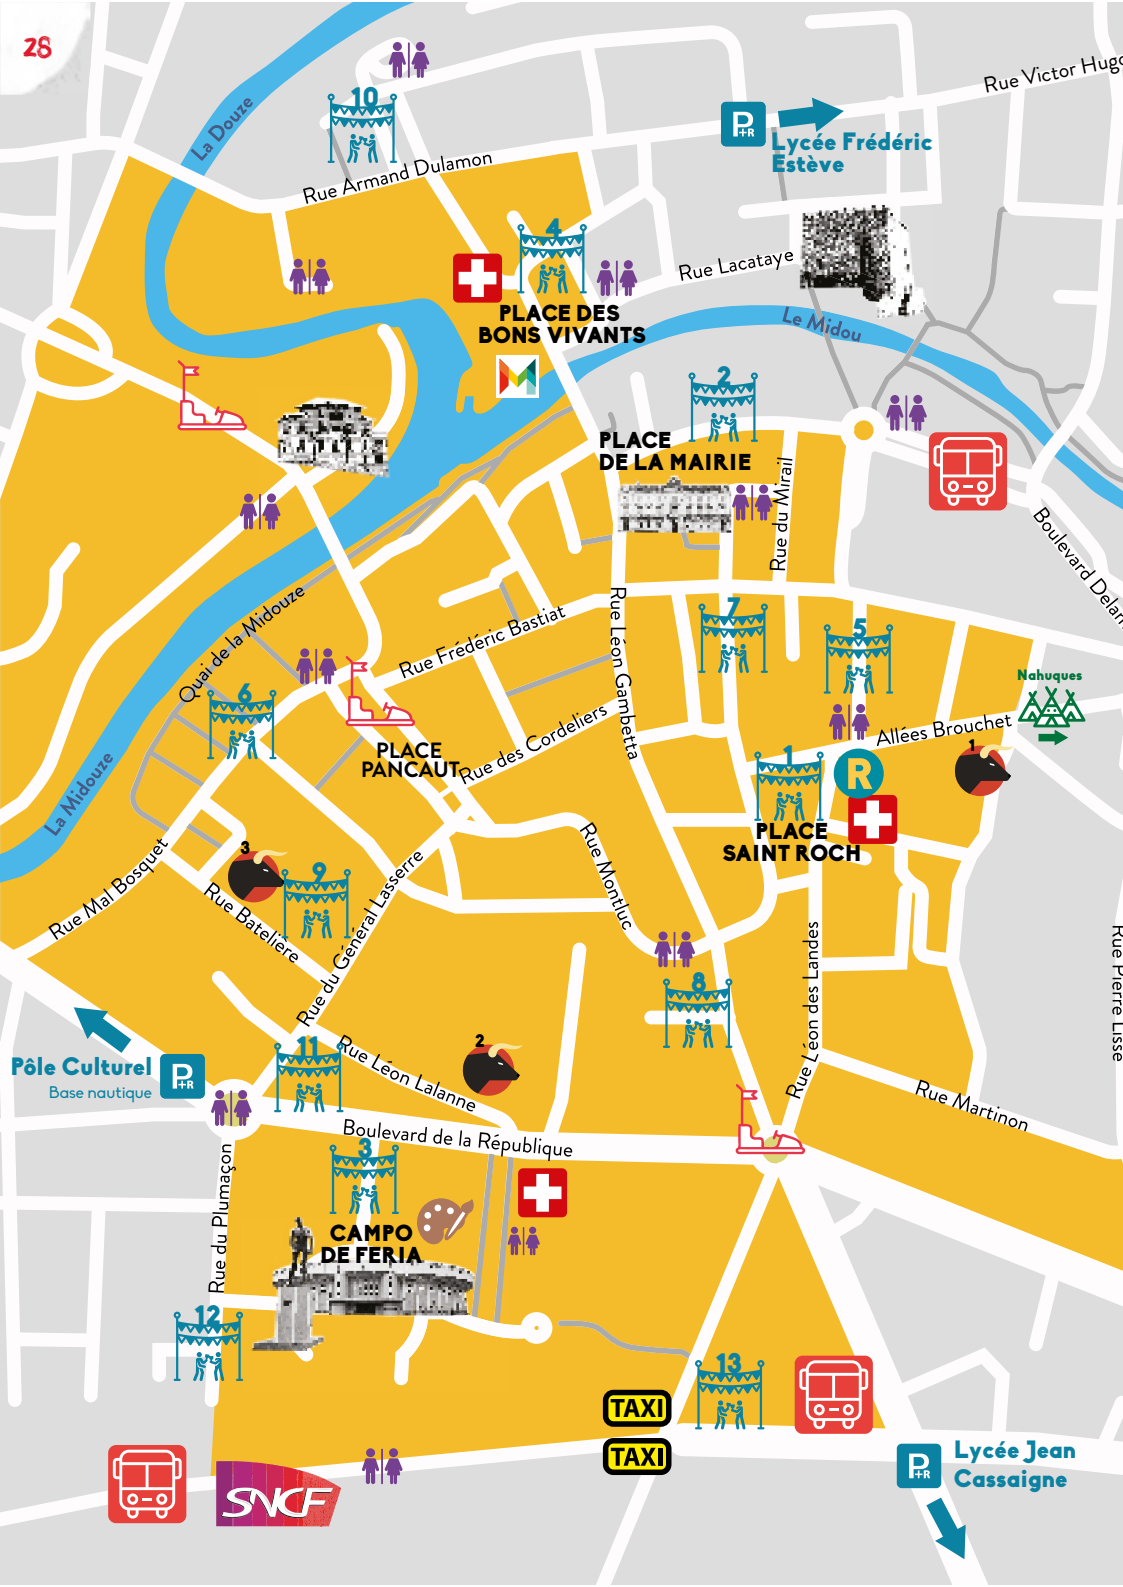 28
La Douze
10
Rue Armand Dulamon
Rue Victor Hugo
P+R
Lycée Frédéric
Estève
4
Rue Lacataye
PLACE DES
BONS VIVANTS
M
Le Midou
2
PLACE
DE LA MAIRIE
Rue du Mirail
Boulevard Delam
Quai de la Midouze
Rue Frédéric Bastiat
Rue Léon Gambetta
7
5
Nahuques
6
Allées Brouchet
1
PLACE
PANCAUT
Rue des Cordeliers
1
R
La Midouze
PLACE
SAINT ROCH
3
9
Rue Mal Bosquet
Rue Batelière
Rue du Général Lasserre
Rue Montluc
Rue Léon des Landes
Rue Pierre Lisse
8
Pôle Culturel
Base nautique
P+R
11
Rue Léon Lalanne
2
Rue Martinon
Boulevard de la République
3
Rue du Plumaçon
CAMPO
DE FERIA
12
13
TAXI
TAXI
P+R
Lycée Jean
Cassaigne
SNCF